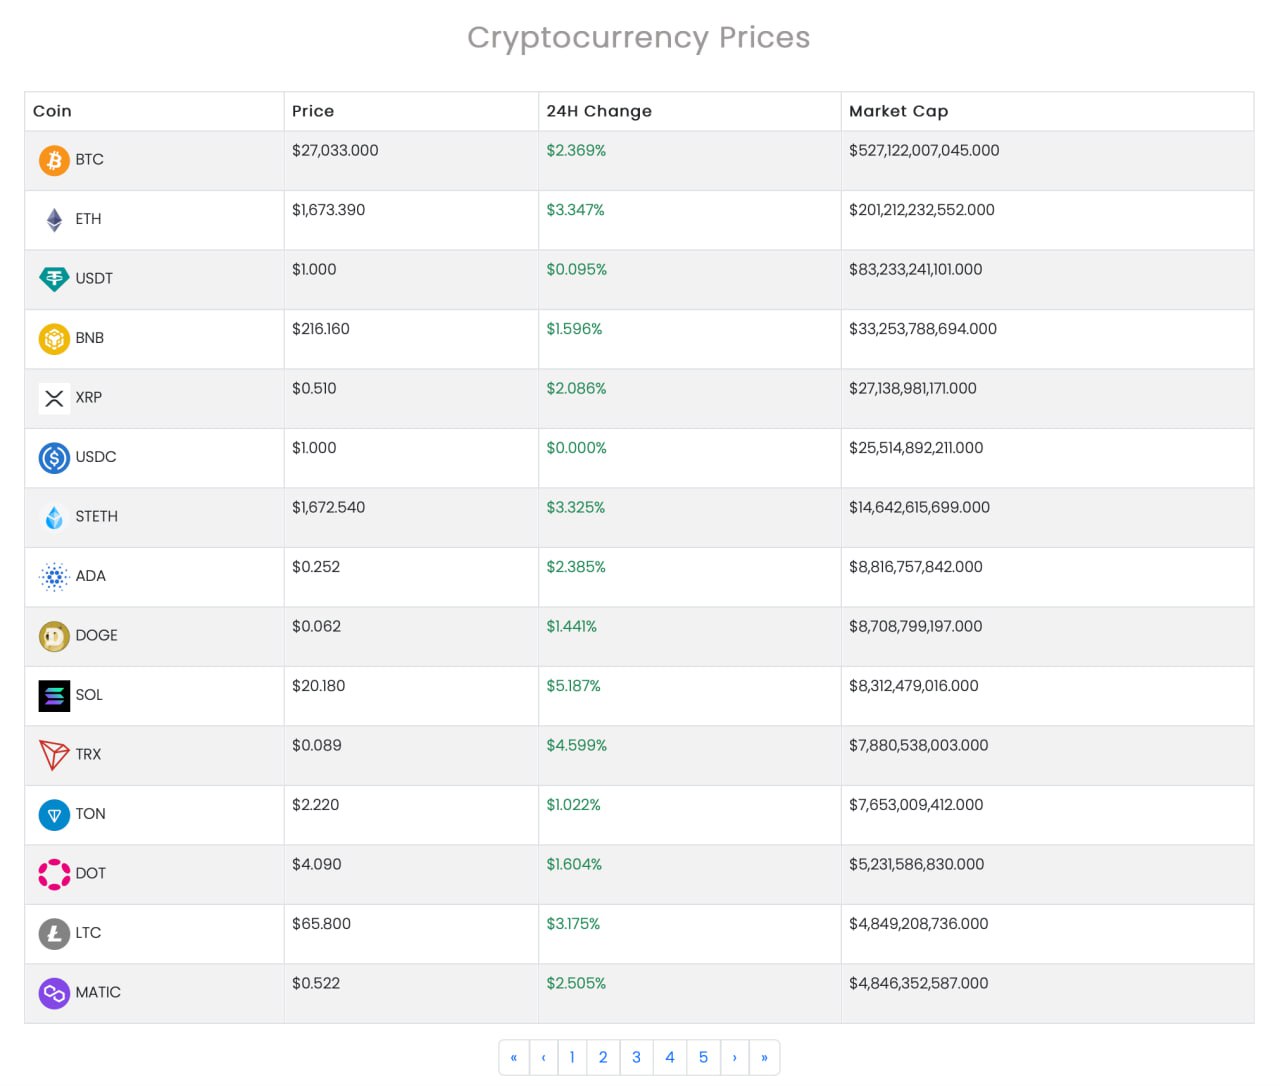 Cryptocurrency Prices
Coin Price 24H Change Market Cap
BTC $27,033.000 $2.369% $527,122,007,045.000
ETH $1,673.390 $3.347% $201,212,232,552.000
USDT $1.000 $0.095% $83,233,241,101.000
BNB $216.160 $1.596% $33,253,788,694.000
XRP $0.510 $2.086% $27,138,981,171.000
USDC $1.000 $0.000% $25,514,892,211.000
STETH $1,672.540 $3.325% $14,642,615,699.000
ADA $0.252 $2.385% $8,816,757,842.000
DOGE $0.062 $1.441% $8,708,799,197.000
SOL $20.180 $5.187% $8,312,479,016.000
TRX $0.089 $4.599% $7,880,538,003.000
TON $2.220 $1.022% $7,653,009,412.000
DOT $4.090 $1.604% $5,231,586,830.000
LTC $65.800 $3.175% $4,849,208,736.000
MATIC $0.522 $2.505% $4,846,352,587.000
« ‹ 1 2 3 4 5 › »